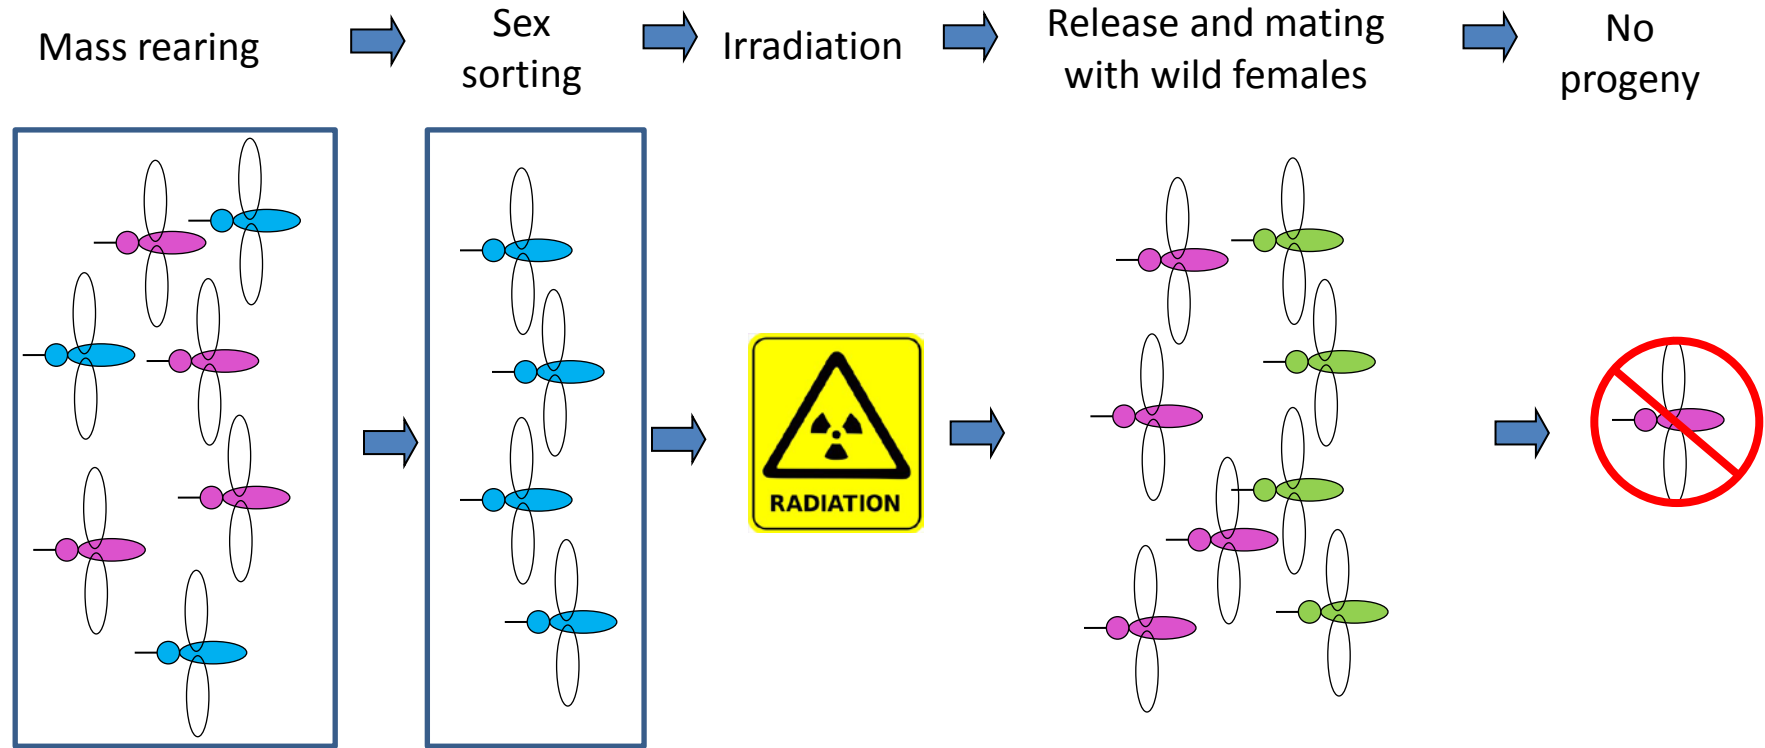 Mass rearing
Sex
sorting
Irradiation
Release and mating
with wild females
No
progeny
RADIATION